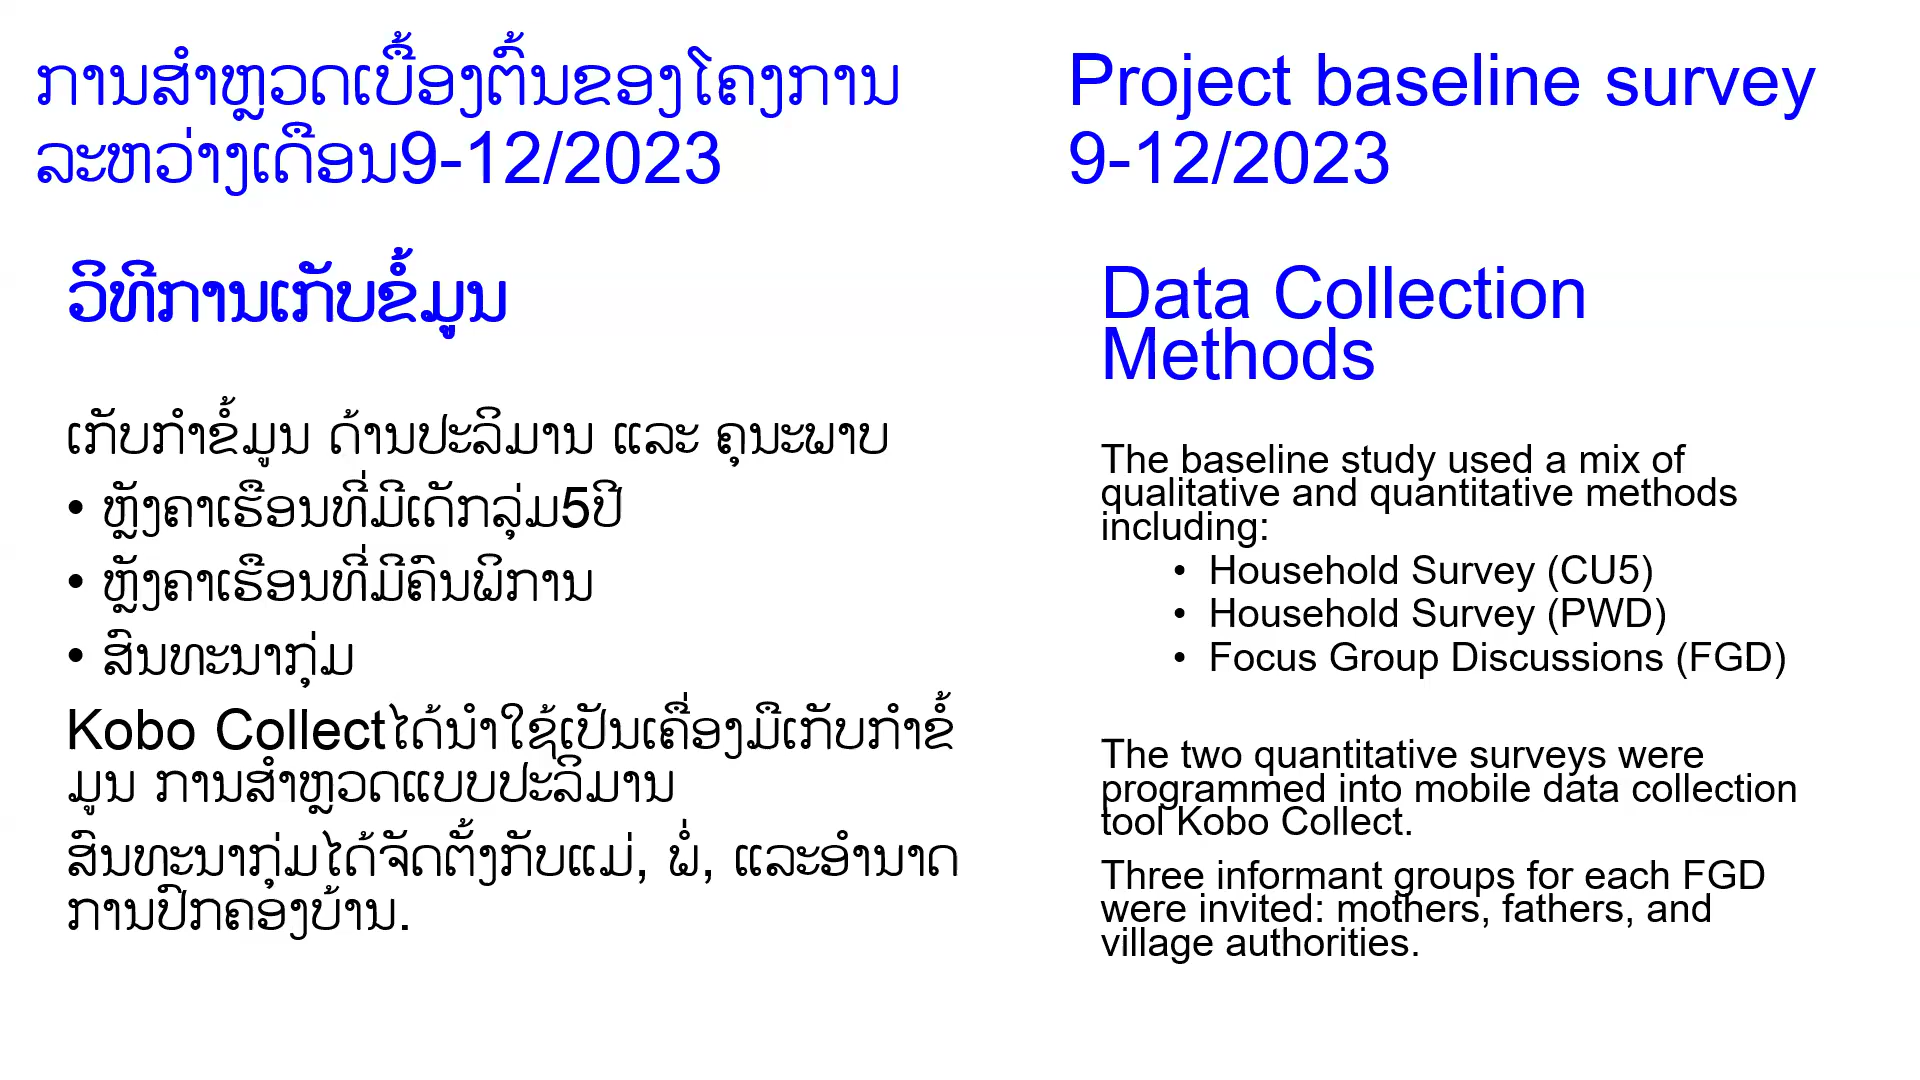 ການສຳຫຼວດເບື້ອງຕົ້ນຂອງໂຄງການ
ລະຫວ່າງເດືອນ9-12/2023
ວິທີການເກັບຂໍ້ມູນ
ເກັບກຳຂໍ້ມູນ ດ້ານປະລິມານ ແລະ ຄຸນະພາບ
• ຫຼັງຄາເຮືອນທີ່ມີເດັກລຸ່ມ5ປີ
• ຫຼັງຄາເຮືອນທີ່ມີຄົນພິການ
• ສົນທະນາກຸ່ມ
Kobo Collectໄດ້ນຳໃຊ້ເປັນເຄື່ອງມືເກັບກຳຂໍ້
ມູນ ການສຳຫຼວດແບບປະລິມານ
ສົນທະນາກຸ່ມໄດ້ຈັດຕັ້ງກັບແມ່, ພໍ່, ແລະອຳນາດ
ການປົກຄອງບ້ານ.
Project baseline survey
9-12/2023
Data Collection
Methods
The baseline study used a mix of
qualitative and quantitative methods
including:
• Household Survey (CU5)
• Household Survey (PWD)
• Focus Group Discussions (FGD)
The two quantitative surveys were
programmed into mobile data collection
tool Kobo Collect.
Three informant groups for each FGD
were invited: mothers, fathers, and
village authorities.